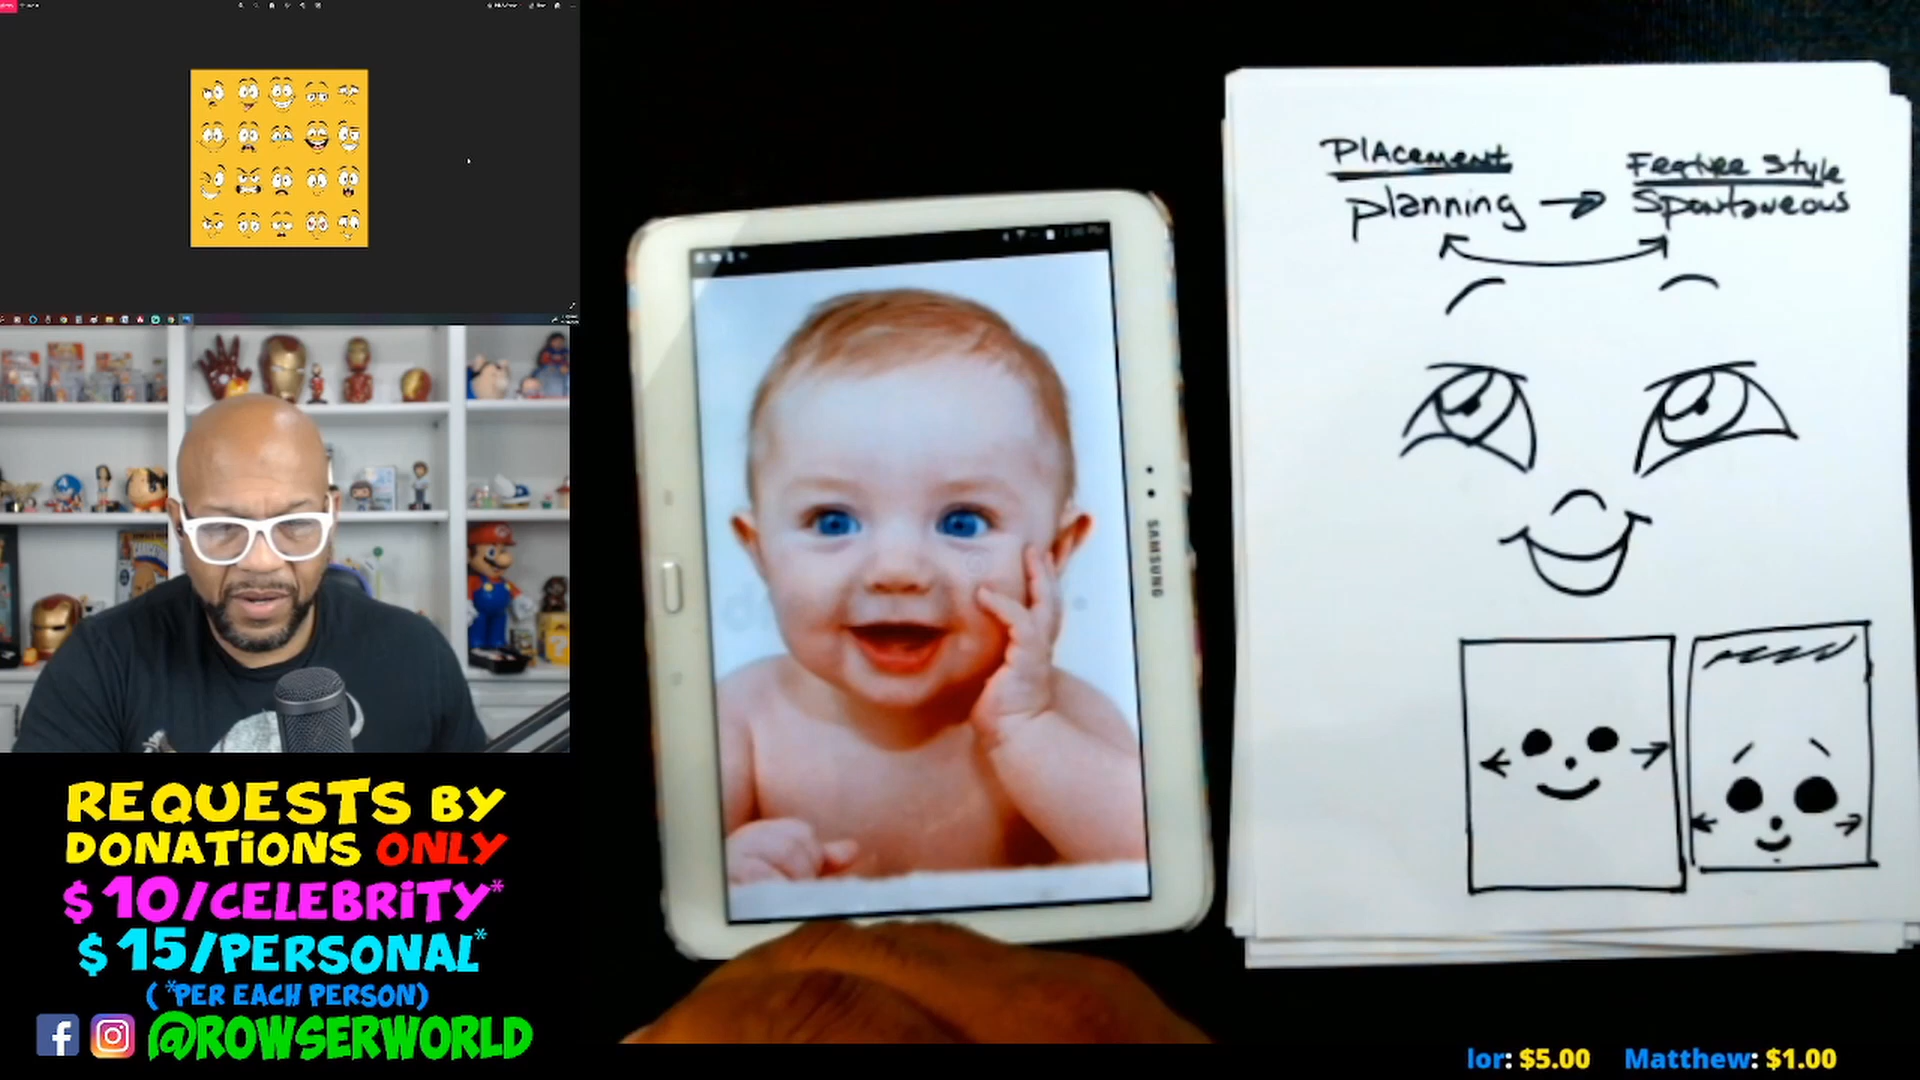 REQUESTS BY
DONATIONS ONLY
$10/CELEBRITY*
$15/PERSONAL*
(*PER EACH PERSON)
@ROWSERWORLD
SAMSUNG
Placement
planning → Spontaneous
Feature Style
lor: $5.00 Matthew: $1.00